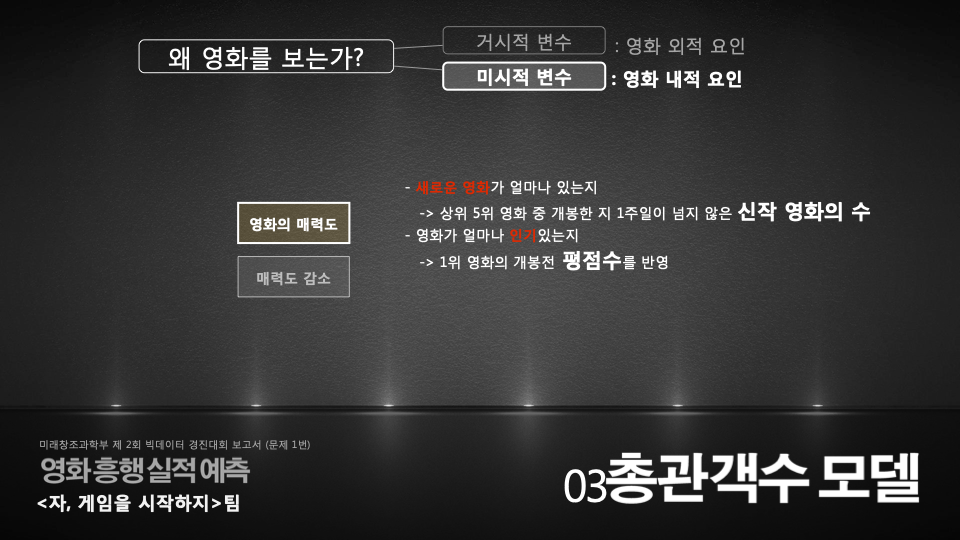 왜 영화를 보는가?
거시적 변수 : 영화 외적 요인
미시적 변수 : 영화 내적 요인
영화의 매력도
매력도 감소
- 새로운 영화가 얼마나 있는지
-> 상위 5위 영화 중 개봉한 지 1주일이 넘지 않은 신작 영화의 수
- 영화가 얼마나 인기있는지
-> 1위 영화의 개봉전 평점수를 반영
미래창조과학부 제 2회 빅데이터 경진대회 보고서 (문제 1번)
영화 흥행 실적 예측
<자, 게임을 시작하지>팀
03총관객수 모델